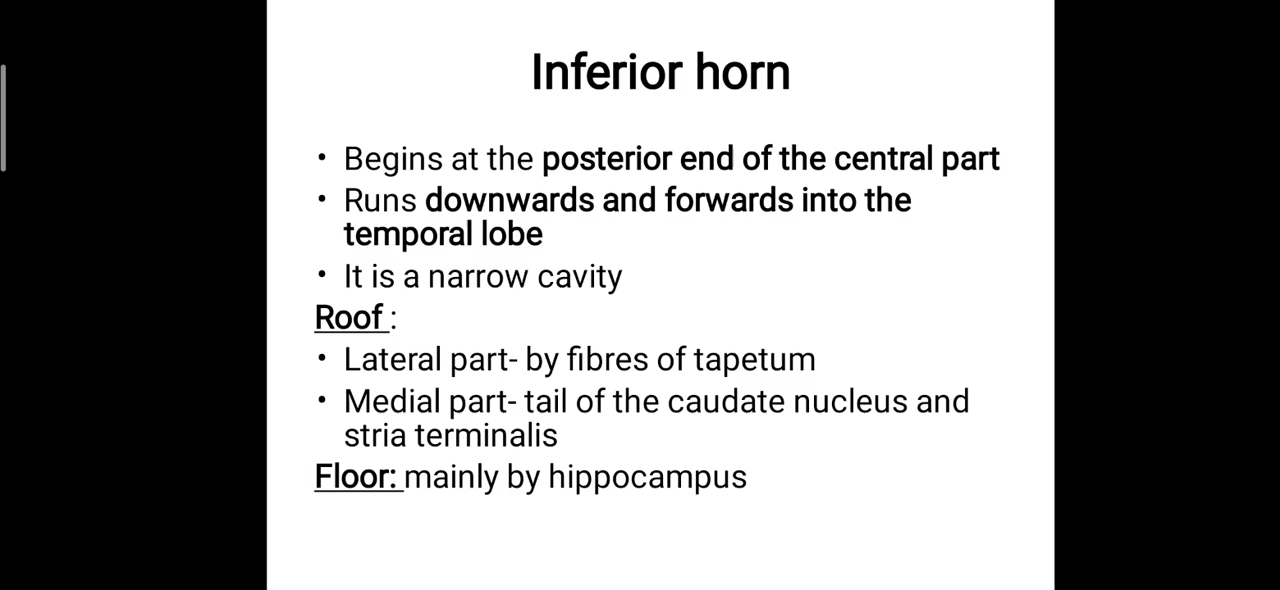 Inferior horn
• Begins at the posterior end of the central part
• Runs downwards and forwards into the
temporal lobe
• It is a narrow cavity
Roof :
• Lateral part- by fibres of tapetum
• Medial part- tail of the caudate nucleus and
stria terminalis
Floor: mainly by hippocampus